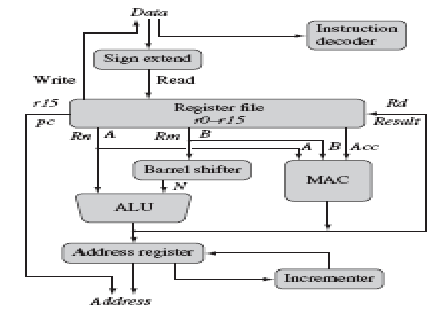 Data
Instruction
decoder
Sign extend
Write
Read
r15
pc
Register file
r0–r15
Rd
Result
Rn A
Rm B
A B Acc
Barrel shifter
N
MAC
ALU
Address register
Incrementer
Address